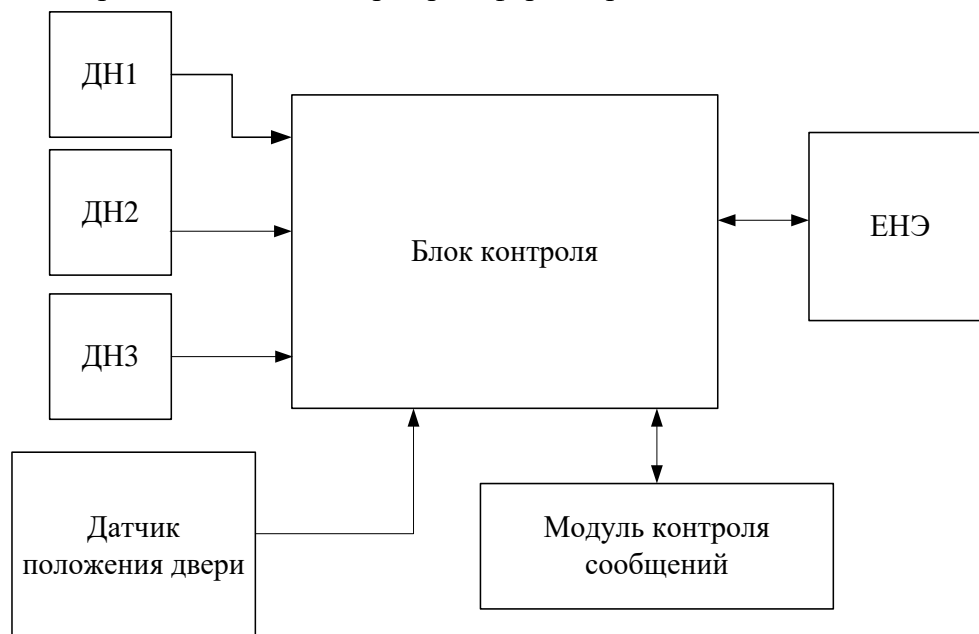 ДН1
ДН2
Блок контроля
ЕНЭ
ДН3
Датчик
положения двери
Модуль контроля
сообщений